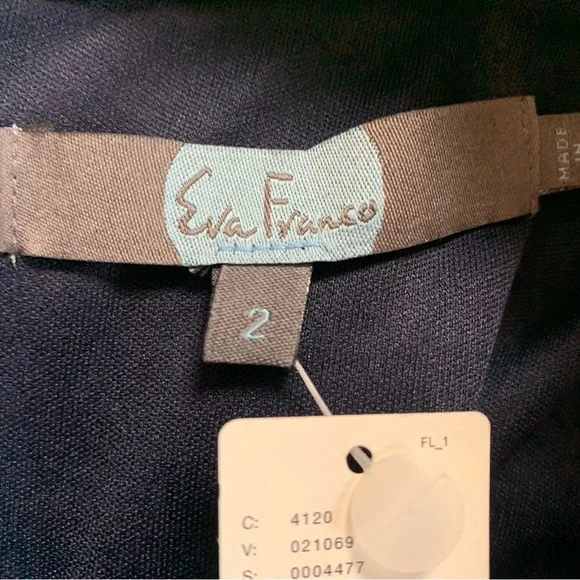 Eva Franco
MADE
IN
2
FL_1
C: 4120
V: 021069
S: 0004477